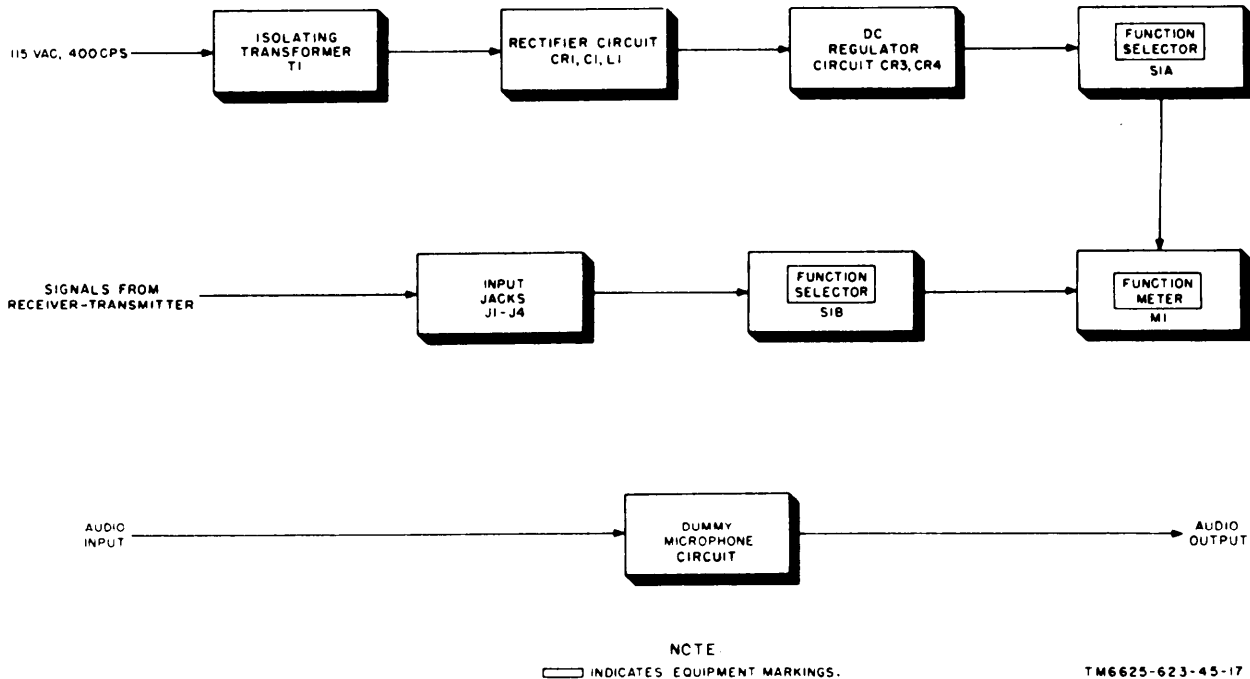 115 VAC, 400CPS
ISOLATING
TRANSFORMER
T1
RECTIFIER CIRCUIT
CR1, C1, L1
DC
REGULATOR
CIRCUIT CR3, CR4
FUNCTION
SELECTOR
S1A
SIGNALS FROM
RECEIVER-TRANSMITTER
INPUT
JACKS
J1-J4
FUNCTION
SELECTOR
S1B
FUNCTION
METER
M1
AUDIO
INPUT
DUMMY
MICROPHONE
CIRCUIT
AUDIO
OUTPUT
NOTE
INDICATES EQUIPMENT MARKINGS.
TM6625-623-45-17